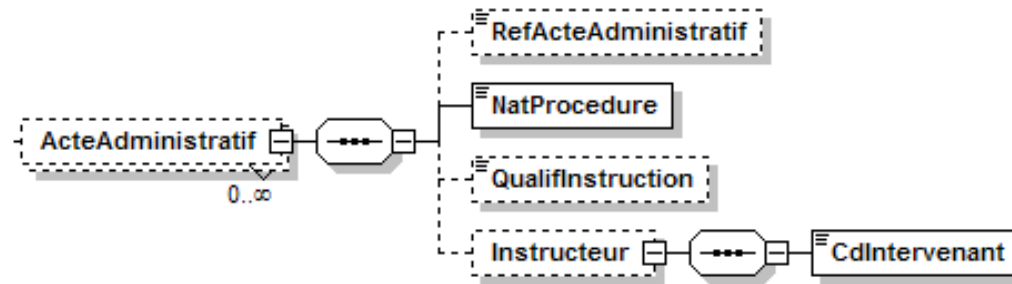 RefActeAdministratif
NatProcedure
ActeAdministratif
0..∞
QualifInstruction
Instructeur
CdIntervenant